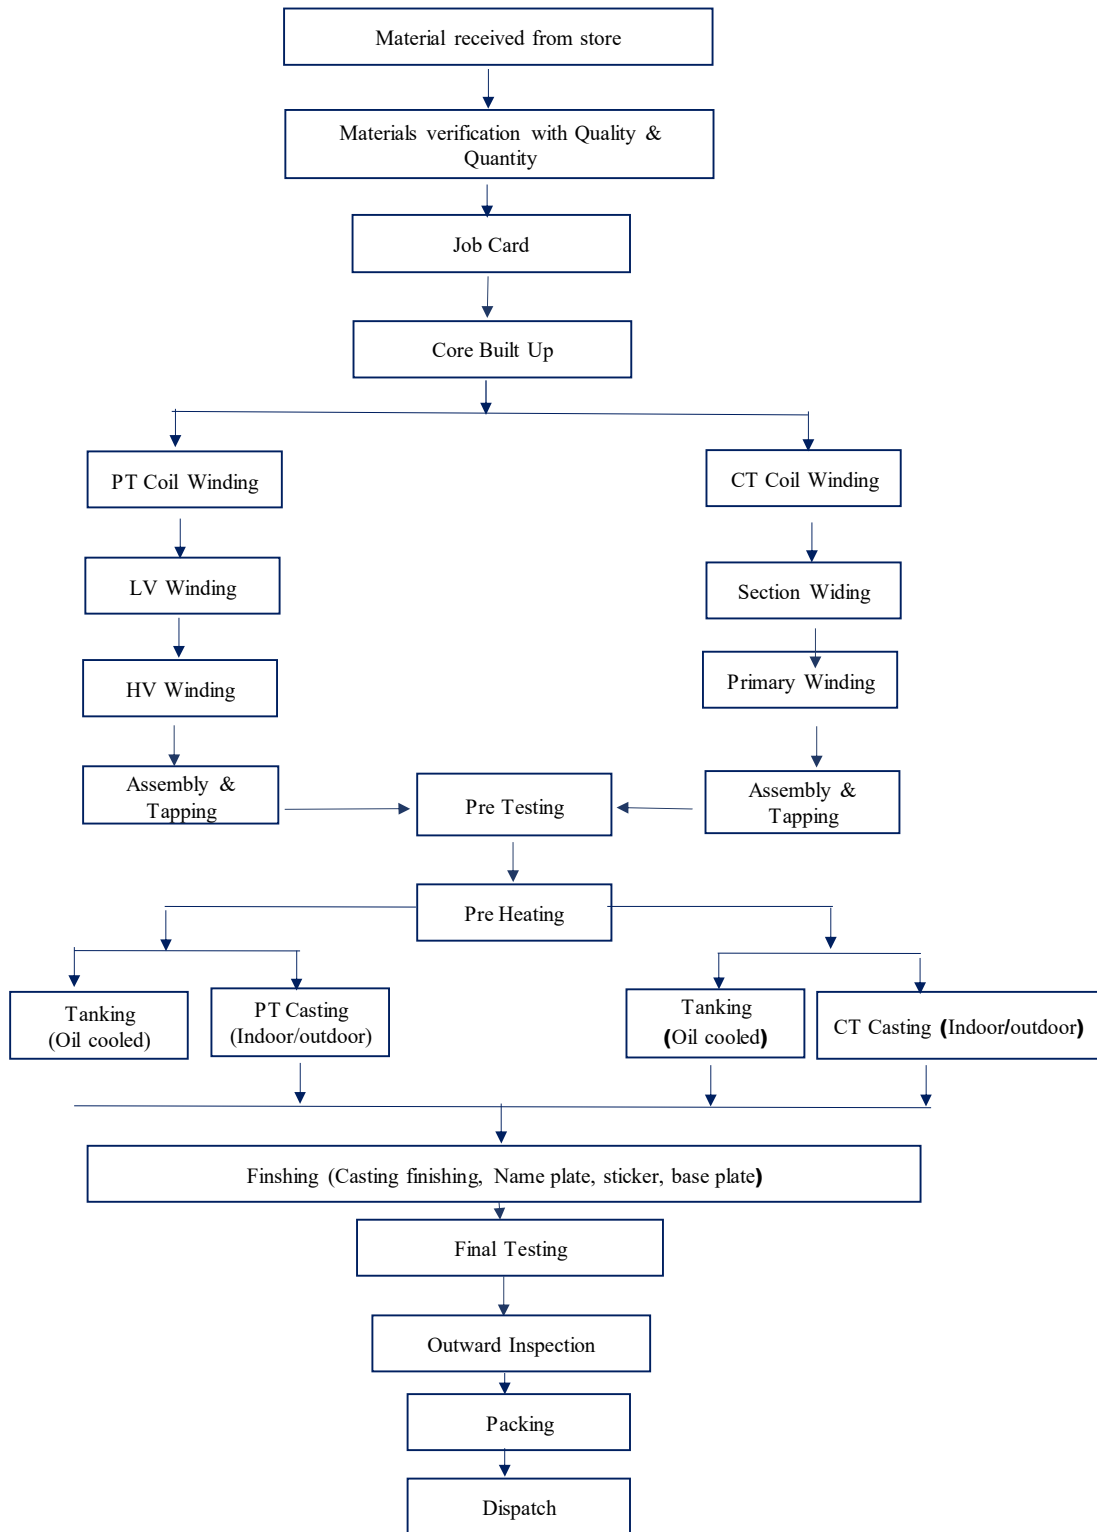 Material received from store
Materials verification with Quality &
Quantity
Job Card
Core Built Up
PT Coil Winding
CT Coil Winding
LV Winding
Section Widing
HV Winding
Primary Winding
Assembly &
Tapping
Pre Testing
Assembly &
Tapping
Pre Heating
Tanking
(Oil cooled)
PT Casting
(Indoor/outdoor)
Tanking
(Oil cooled)
CT Casting (Indoor/outdoor)
Finshing (Casting finishing, Name plate, sticker, base plate)
Final Testing
Outward Inspection
Packing
Dispatch